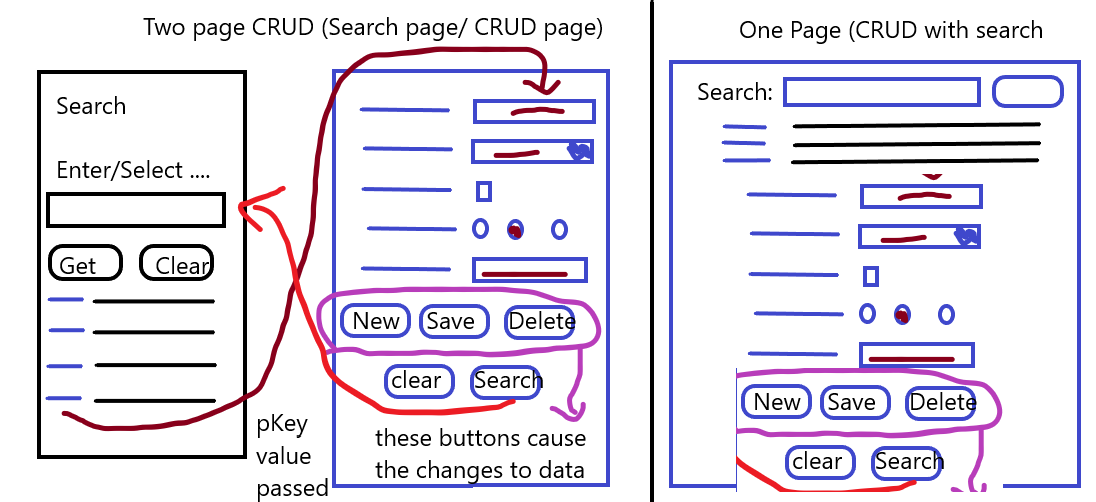 Two page CRUD (Search page/ CRUD page)
Search
Enter/Select ....
Get
Clear
pKey
value
passed
New
Save
Delete
clear
Search
these buttons cause
the changes to data
One Page (CRUD with search
Search:
New
Save
Delete
clear
Search